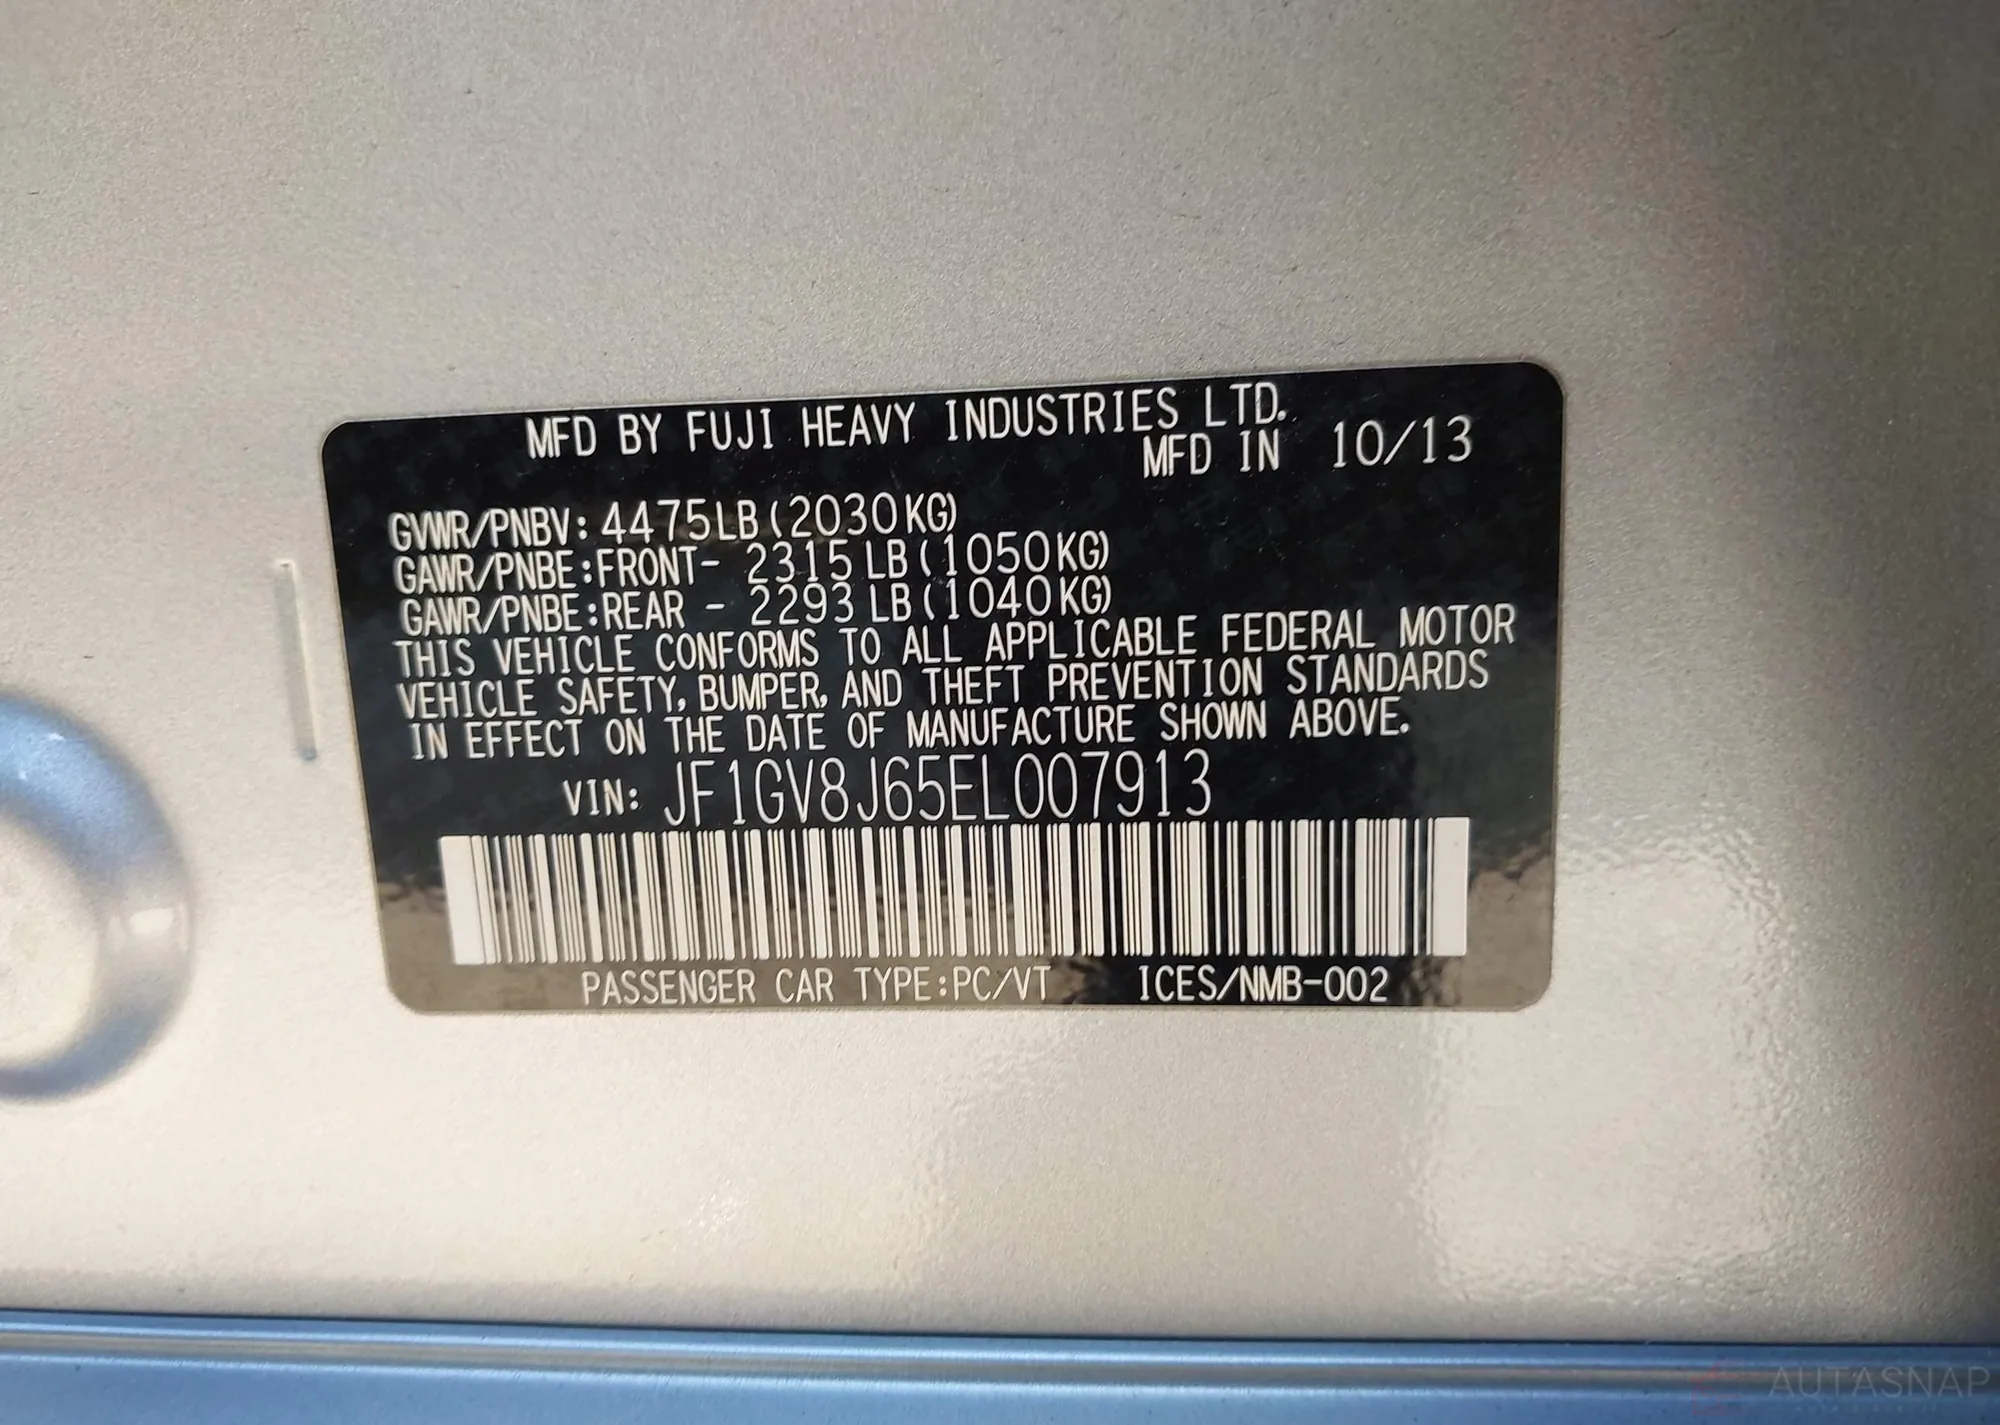 MFD BY FUJI HEAVY INDUSTRIES LTD.
MFD IN 10/13
GVWR/PNBV: 4475LB(2030KG)
GAWR/PNBE:FRONT- 2315LB(1050KG)
GAWR/PNBE:REAR - 2293LB(1040KG)
THIS VEHICLE CONFORMS TO ALL APPLICABLE FEDERAL MOTOR
VEHICLE SAFETY, BUMPER, AND THEFT PREVENTION STANDARDS
IN EFFECT ON THE DATE OF MANUFACTURE SHOWN ABOVE.
VIN: JF1GV8J65EL007913
PASSENGER CAR TYPE:PC/VT ICES/NMB-002
AUTASNAP